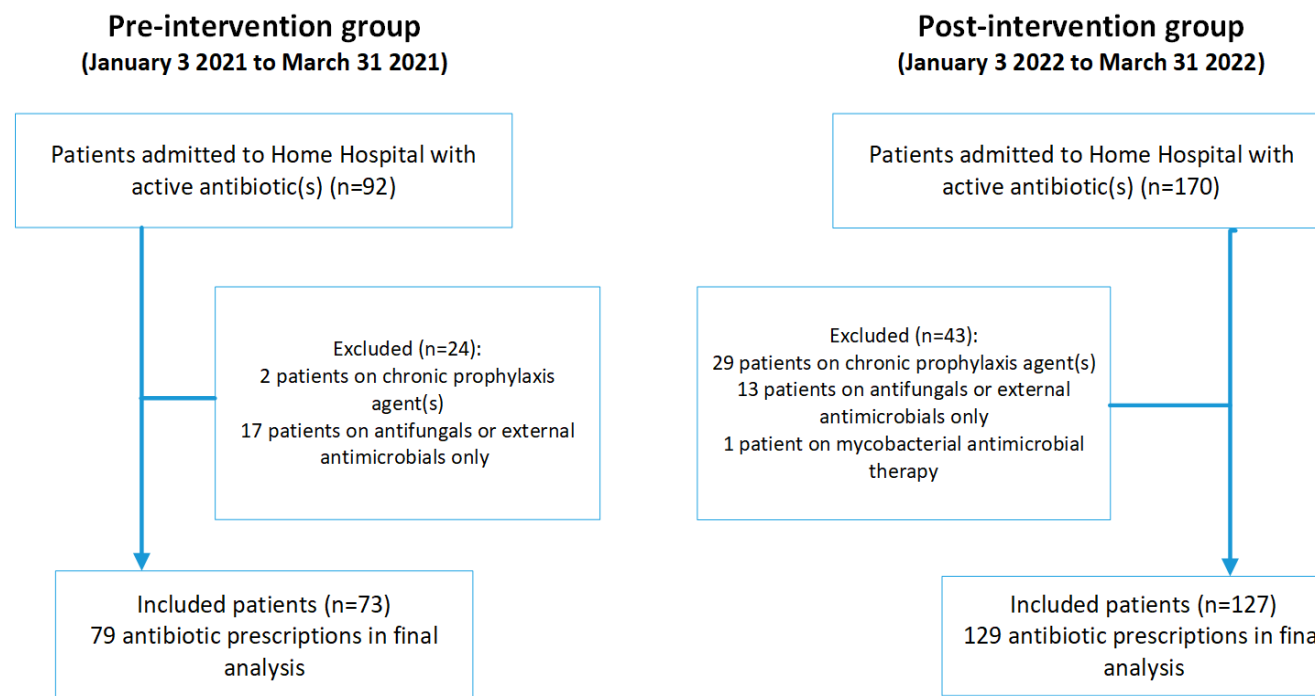 Pre-intervention group
(January 3 2021 to March 31 2021)
Patients admitted to Home Hospital with
active antibiotic(s) (n=92)
Excluded (n=24):
2 patients on chronic prophylaxis
agent(s)
17 patients on antifungals or external
antimicrobials only
Included patients (n=73)
79 antibiotic prescriptions in final
analysis
Post-intervention group
(January 3 2022 to March 31 2022)
Patients admitted to Home Hospital with
active antibiotic(s) (n=170)
Excluded (n=43):
29 patients on chronic prophylaxis agent(s)
13 patients on antifungals or external
antimicrobials only
1 patient on mycobacterial antimicrobial
therapy
Included patients (n=127)
129 antibiotic prescriptions in final
analysis